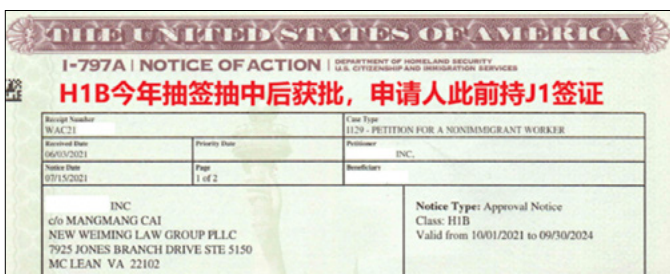 THE UNITED STATES OF AMERICA
I-797A | NOTICE OF ACTION | DEPARTMENT OF HOMELAND SECURITY
U.S. CITIZENSHIP AND IMMIGRATION SERVICES
H1B今年抽签抽中后获批，申请人此前持J1签证
Receipt Number
WAC21
Case Type
I129 - PETITION FOR A NONIMMIGRANT WORKER
Received Date
06/03/2021
Priority Date
Petitioner
INC,
Notice Date
07/15/2021
Page
1 of 2
Beneficiary
INC
c/o MANGMANG CAI
NEW WEIMING LAW GROUP PLLC
7925 JONES BRANCH DRIVE STE 5150
MC LEAN VA 22102
Notice Type: Approval Notice
Class: H1B
Valid from 10/01/2021 to 09/30/2024